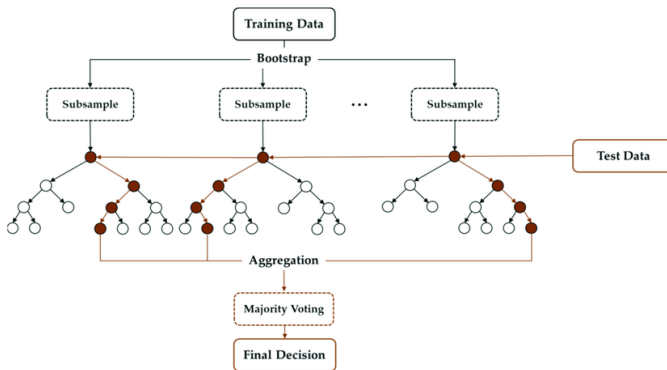 Training Data
Bootstrap
Subsample
Subsample
...
Subsample
Test Data
Aggregation
Majority Voting
Final Decision